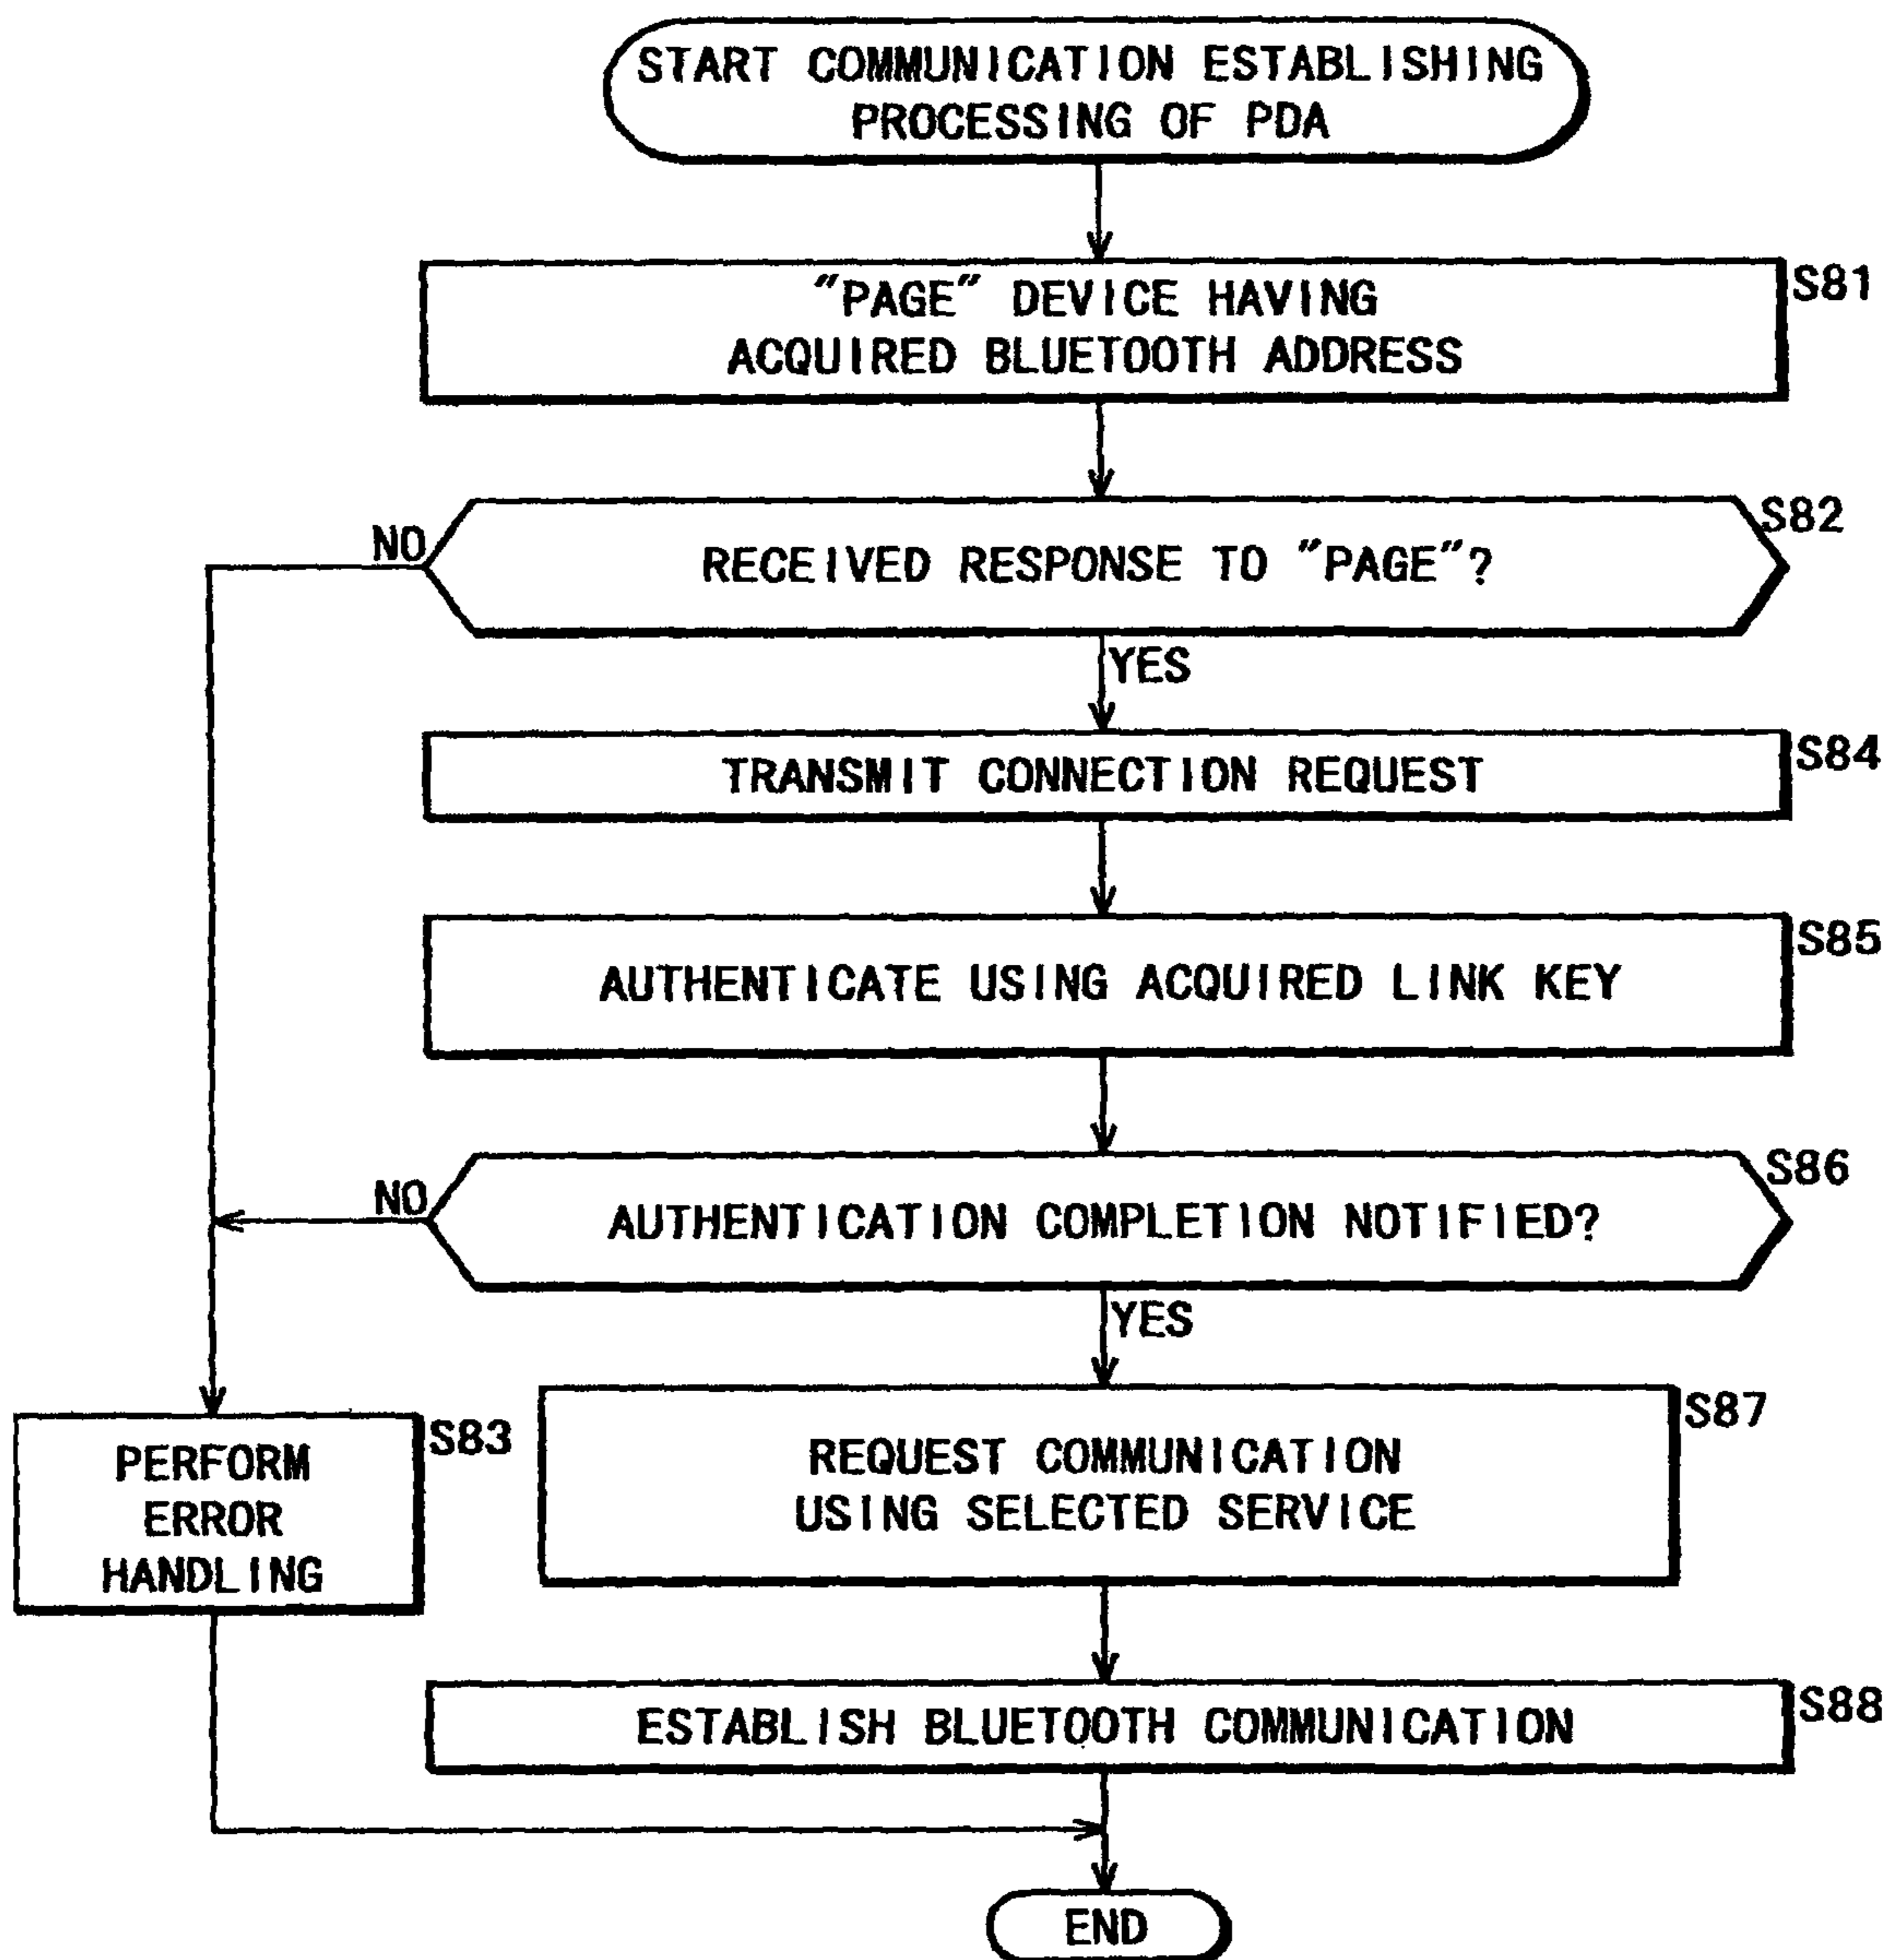 START COMMUNICATION ESTABLISHING
PROCESSING OF PDA
"PAGE" DEVICE HAVING
ACQUIRED BLUETOOTH ADDRESS
S81
NO
RECEIVED RESPONSE TO "PAGE"?
S82
YES
TRANSMIT CONNECTION REQUEST
S84
AUTHENTICATE USING ACQUIRED LINK KEY
S85
NO
AUTHENTICATION COMPLETION NOTIFIED?
S86
YES
PERFORM
ERROR
HANDLING
S83
REQUEST COMMUNICATION
USING SELECTED SERVICE
S87
ESTABLISH BLUETOOTH COMMUNICATION
S88
END